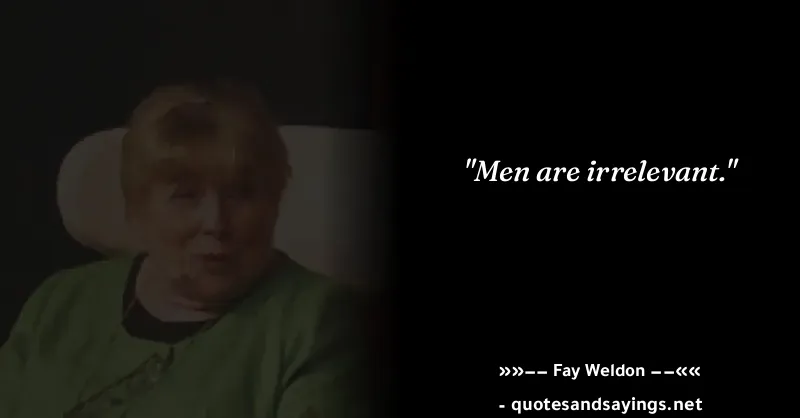 "Men are irrelevant."
»»–– Fay Weldon ––««
- quotesandsayings.net